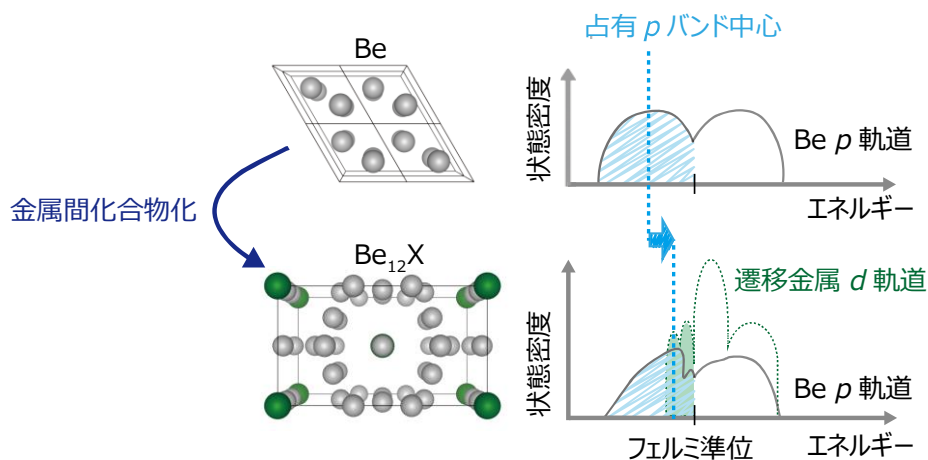 占有 p バンド中心
Be
状態密度
Be p 軌道
エネルギー
金属間化合物化
Be₁₂X
状態密度
遷移金属 d 軌道
Be p 軌道
フェルミ準位
エネルギー